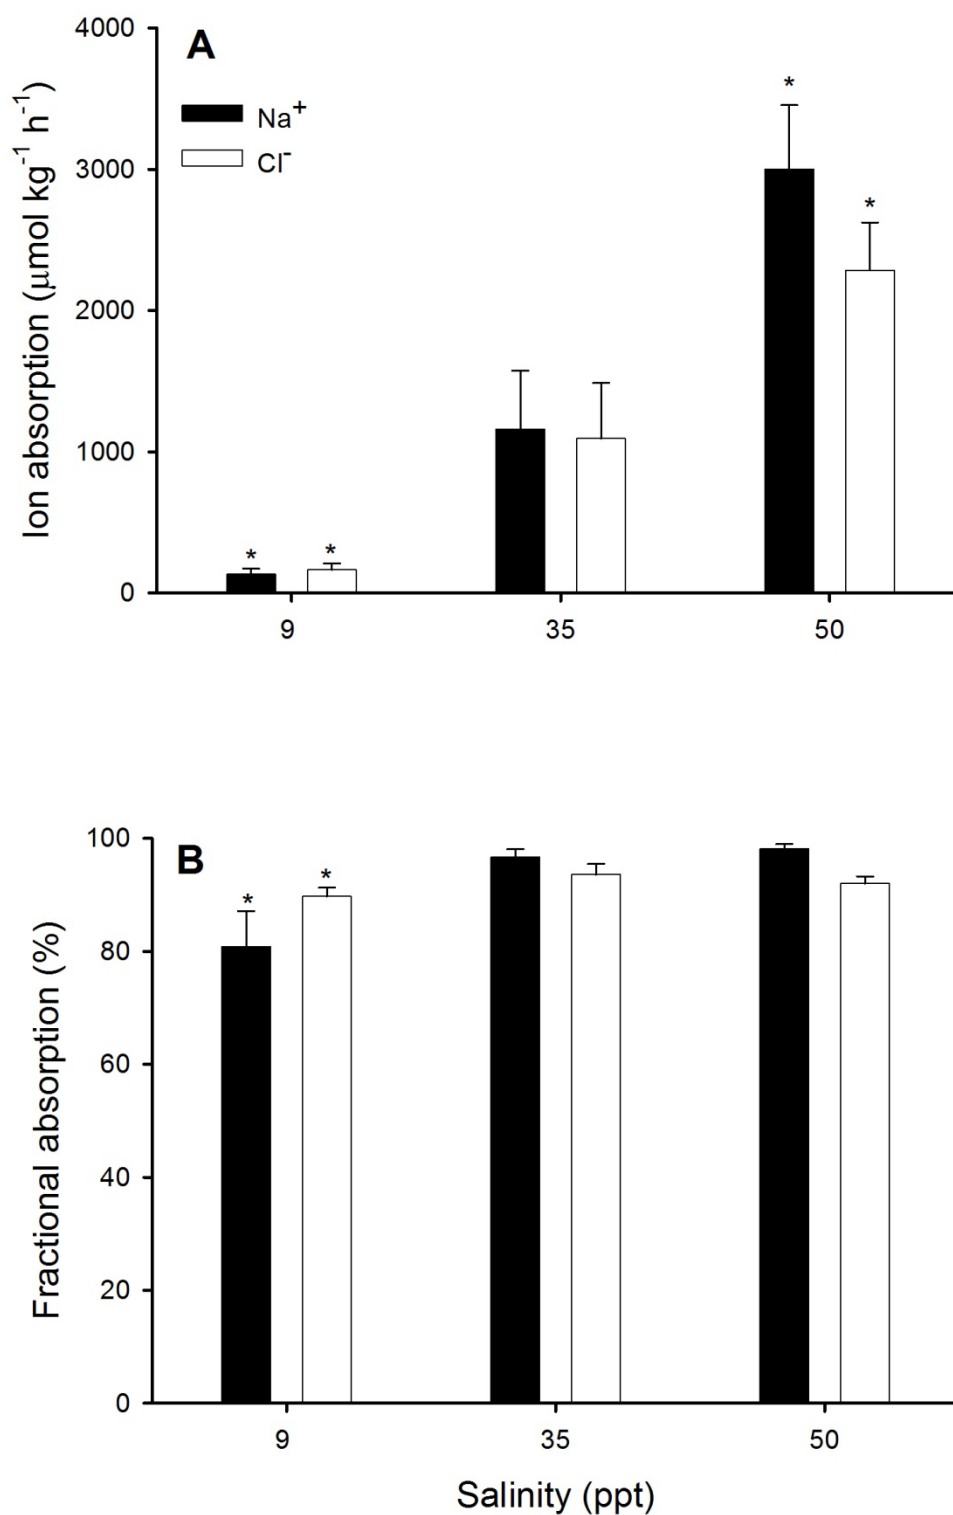 A
Na⁺
Cl⁻
Ion absorption (μmol kg⁻¹ h⁻¹)
4000
3000
2000
1000
0
* * * *
9 35 50
B
Fractional absorption (%)
100
80
60
40
20
0
* *
9 35 50
Salinity (ppt)